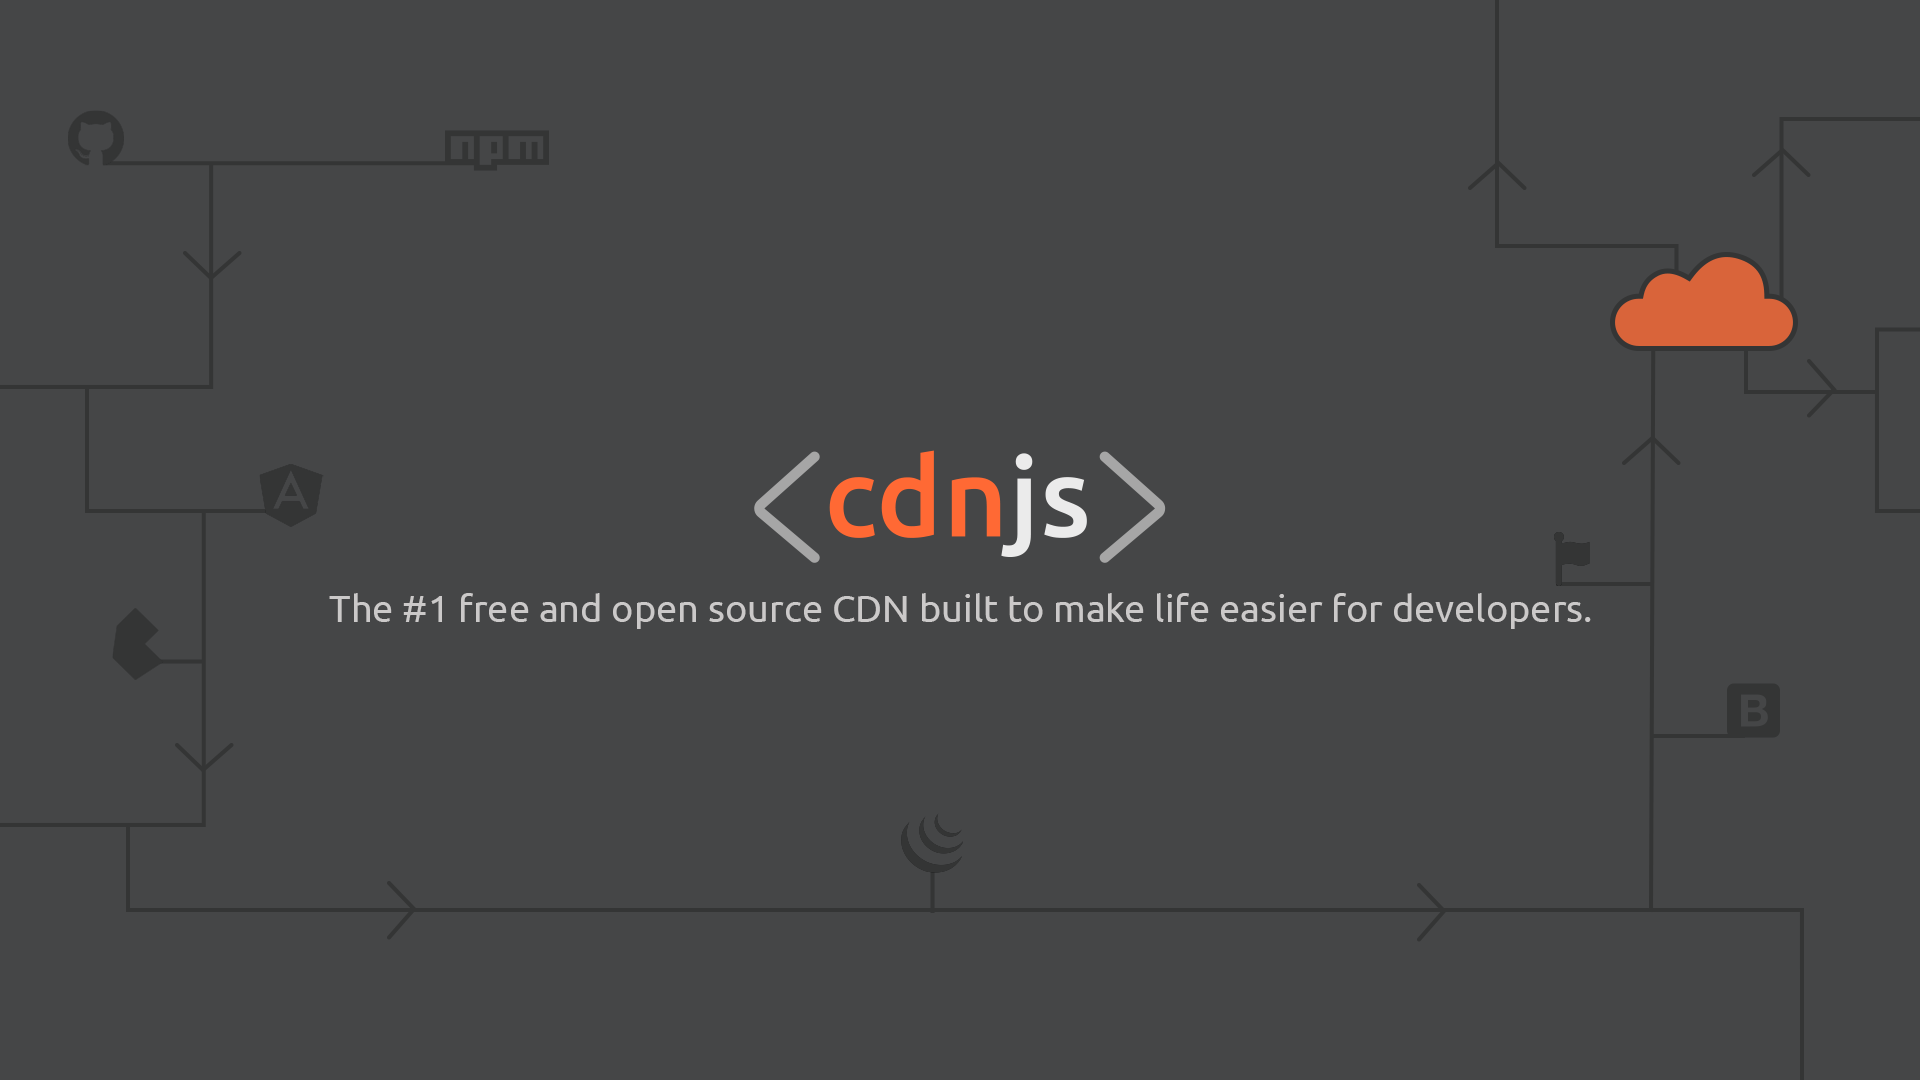 npm
A
<cdnjs>
The #1 free and open source CDN built to make life easier for developers.
B